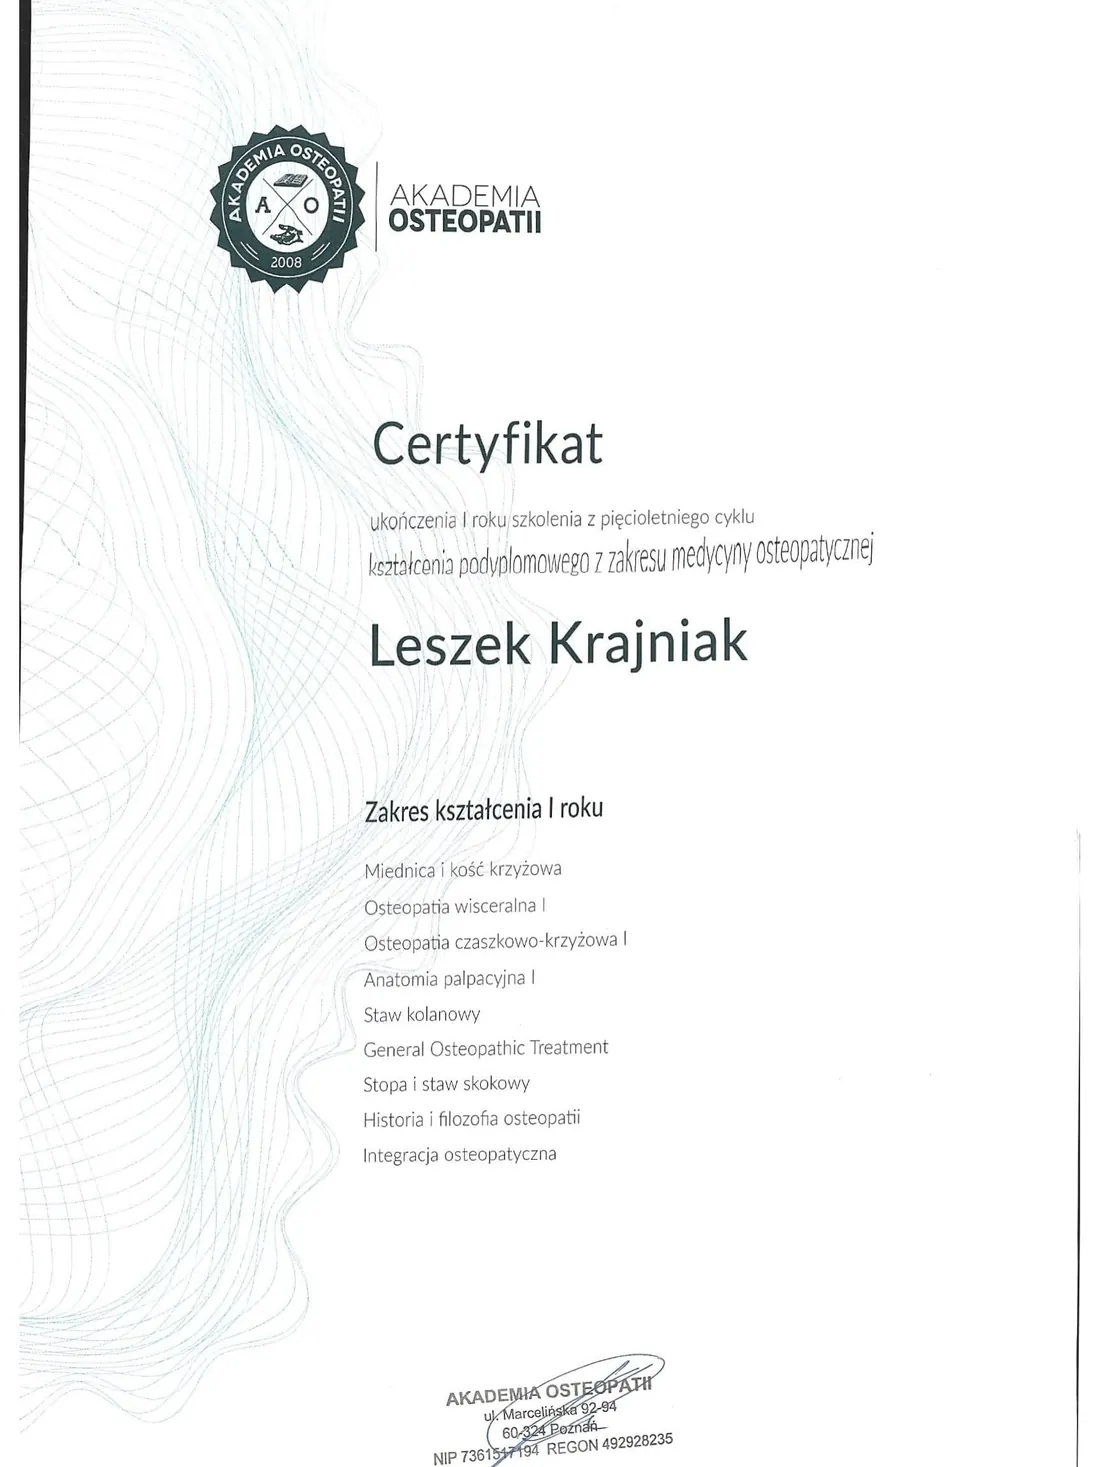 AKADEMIA OSTEOPATII
A O
2008
AKADEMIA
OSTEOPATII
Certyfikat
ukończenia I roku szkolenia z pięcioletniego cyklu
kształcenia podyplomowego z zakresu medycyny osteopatycznej
Leszek Krajniak
Zakres kształcenia I roku
Miednica i kość krzyżowa
Osteopatia wisceralna I
Osteopatia czaszkowo-krzyżowa I
Anatomia palpacyjna I
Staw kolanowy
General Osteopathic Treatment
Stopa i staw skokowy
Historia i filozofia osteopatii
Integracja osteopatyczna
AKADEMIA OSTEOPATII
ul. Marcelińska 92-94
60-324 Poznań
NIP 7361517194 REGON 492928235